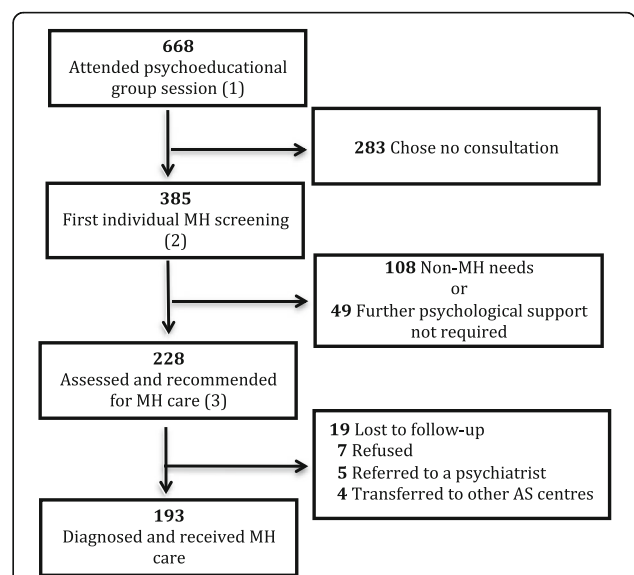 668
Attended psychoeducational
group session (1)
283 Chose no consultation
385
First individual MH screening
(2)
108 Non-MH needs
or
49 Further psychological support
not required
228
Assessed and recommended
for MH care (3)
19 Lost to follow-up
7 Refused
5 Referred to a psychiatrist
4 Transferred to other AS centres
193
Diagnosed and received MH
care